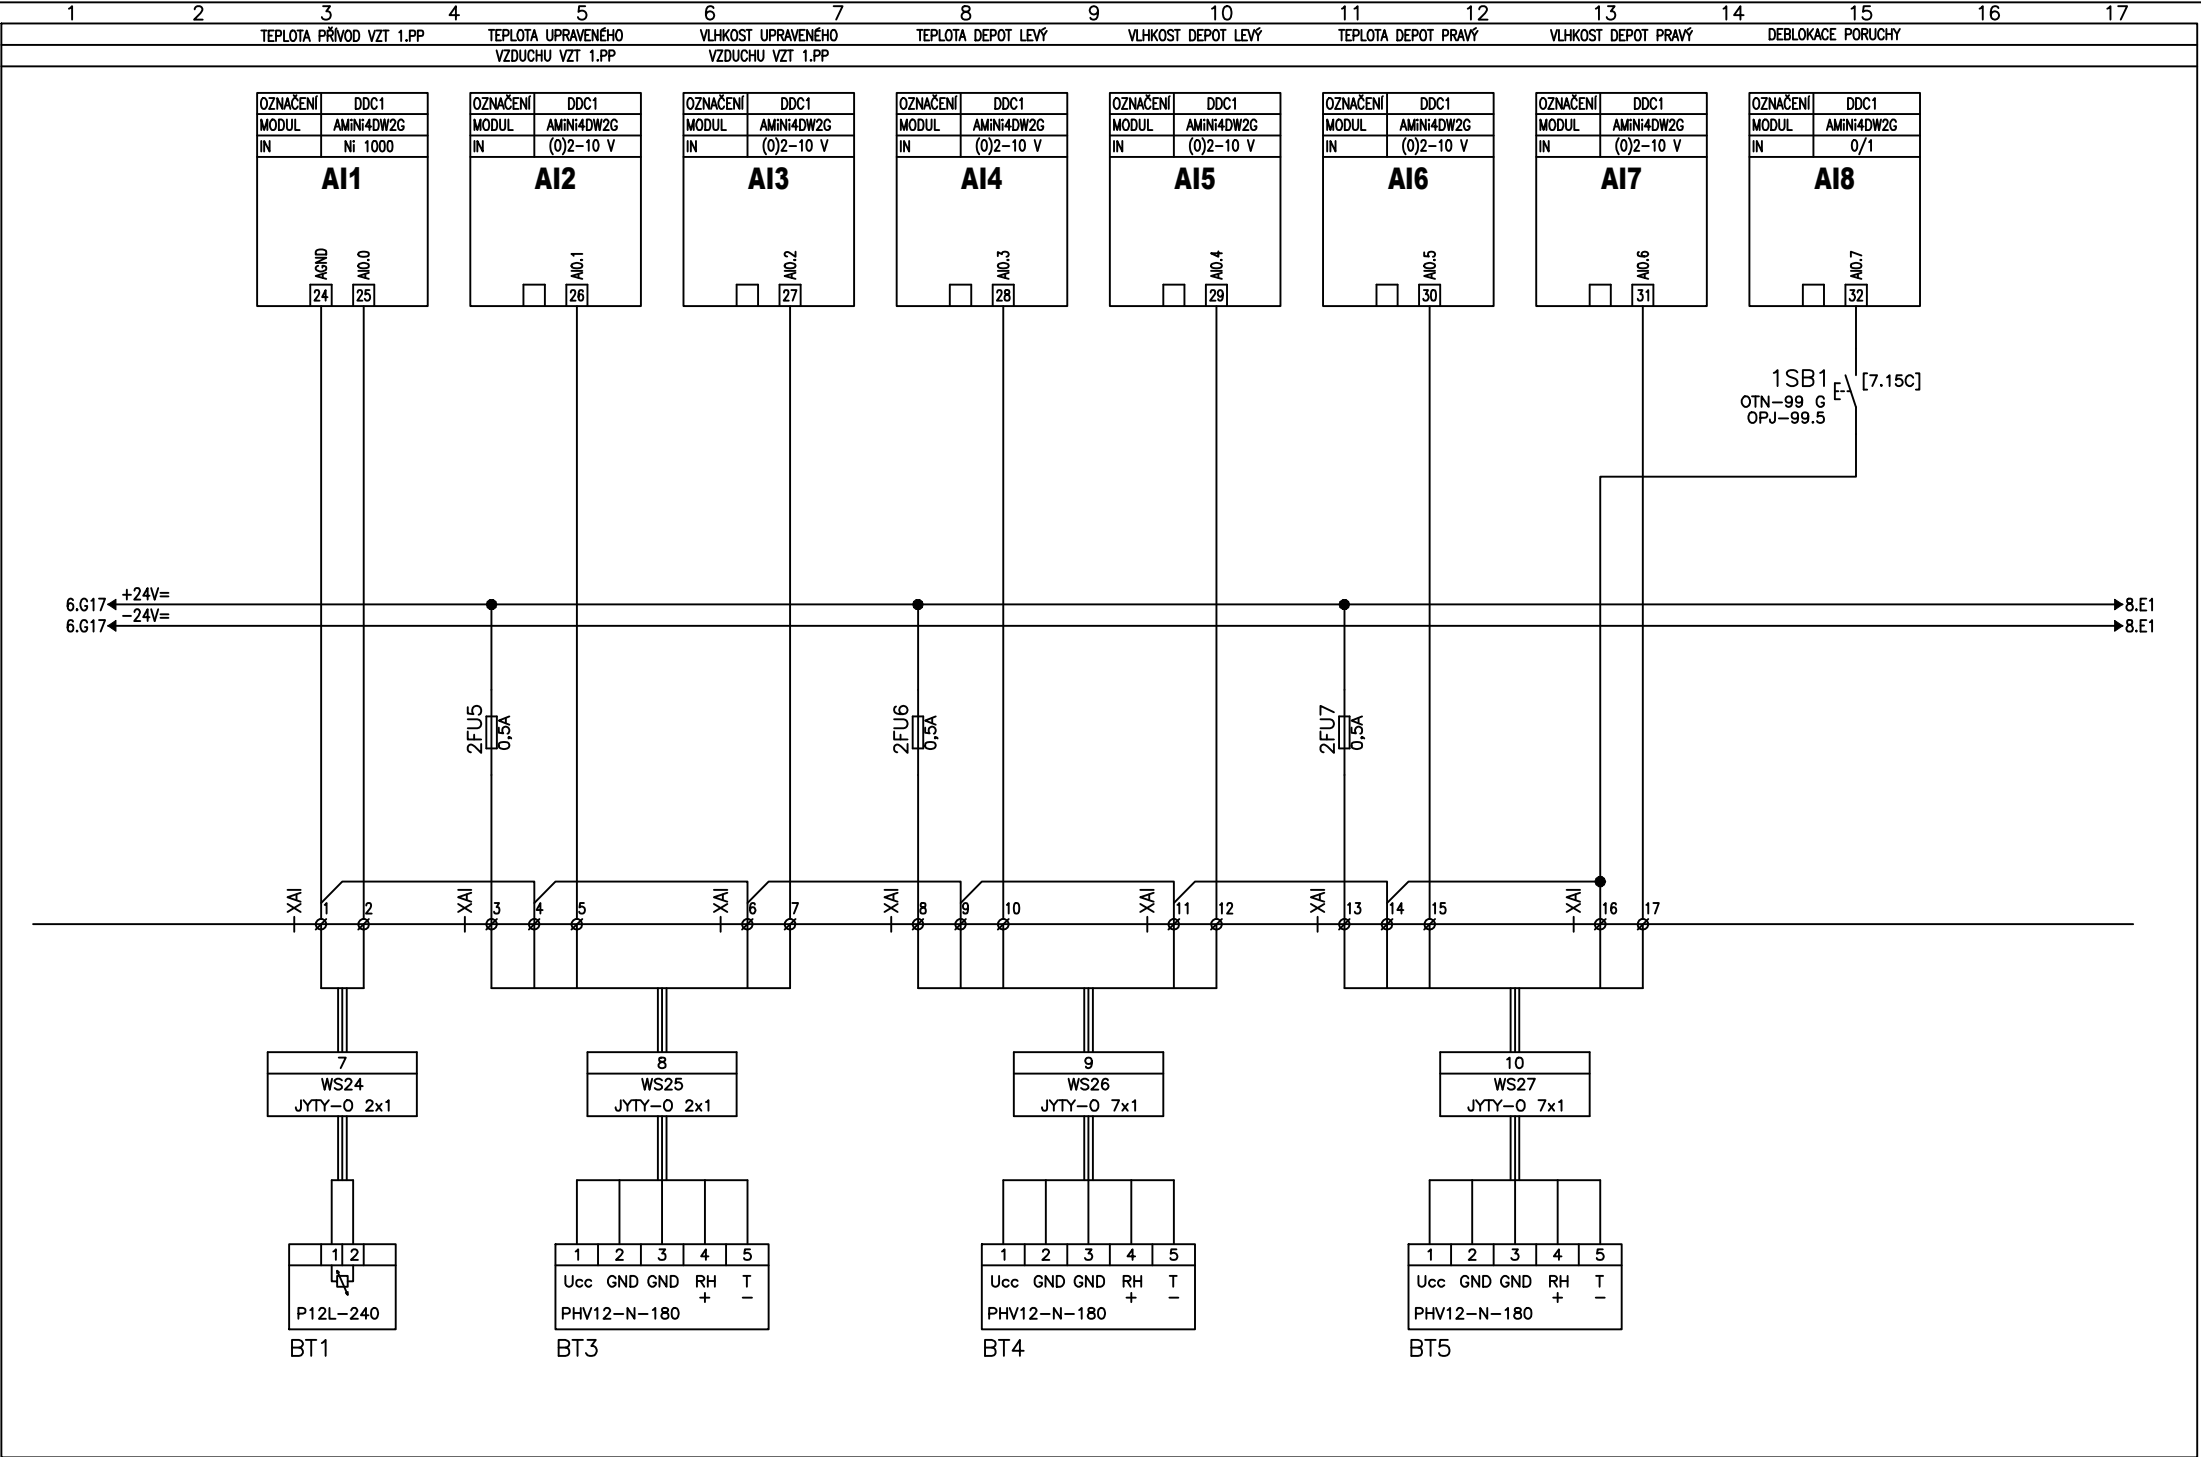 1 2 3 4 5 6 7 8 9 10 11 12 13 14 15 16 17
TEPLOTA PŘÍVOD VZT 1.PP
TEPLOTA UPRAVENÉHO
VZDUCHU VZT 1.PP
VLHKOST UPRAVENÉHO
VZDUCHU VZT 1.PP
TEPLOTA DEPOT LEVÝ
VLHKOST DEPOT LEVÝ
TEPLOTA DEPOT PRAVÝ
VLHKOST DEPOT PRAVÝ
DEBLOKACE PORUCHY
OZNAČENÍ DDC1
MODUL AMiNi4DW2G
IN Ni 1000
AI1
AGND AI0.0
24 25
OZNAČENÍ DDC1
MODUL AMiNi4DW2G
IN (0)2-10 V
AI2
AI0.1
26
OZNAČENÍ DDC1
MODUL AMiNi4DW2G
IN (0)2-10 V
AI3
AI0.2
27
OZNAČENÍ DDC1
MODUL AMiNi4DW2G
IN (0)2-10 V
AI4
AI0.3
28
OZNAČENÍ DDC1
MODUL AMiNi4DW2G
IN (0)2-10 V
AI5
AI0.4
29
OZNAČENÍ DDC1
MODUL AMiNi4DW2G
IN (0)2-10 V
AI6
AI0.5
30
OZNAČENÍ DDC1
MODUL AMiNi4DW2G
IN (0)2-10 V
AI7
AI0.6
31
OZNAČENÍ DDC1
MODUL AMiNi4DW2G
IN 0/1
AI8
AI0.7
32
1SB1 [7.15C]
OTN-99 G
OPJ-99.5
6.G17 +24V= 8.E1
6.G17 -24V= 8.E1
2FU5
0,5A
2FU6
0,5A
2FU7
0,5A
XAI 1 2 XAI 3 4 5 XAI 6 7 XAI 8 9 10 XAI 11 12 XAI 13 14 15 XAI 16 17
7
WS24
JYTY-O 2x1
8
WS25
JYTY-O 2x1
9
WS26
JYTY-O 7x1
10
WS27
JYTY-O 7x1
1 2
P12L-240
BT1
1 2 3 4 5
Ucc GND GND RH T
+ -
PHV12-N-180
BT3
1 2 3 4 5
Ucc GND GND RH T
+ -
PHV12-N-180
BT4
1 2 3 4 5
Ucc GND GND RH T
+ -
PHV12-N-180
BT5